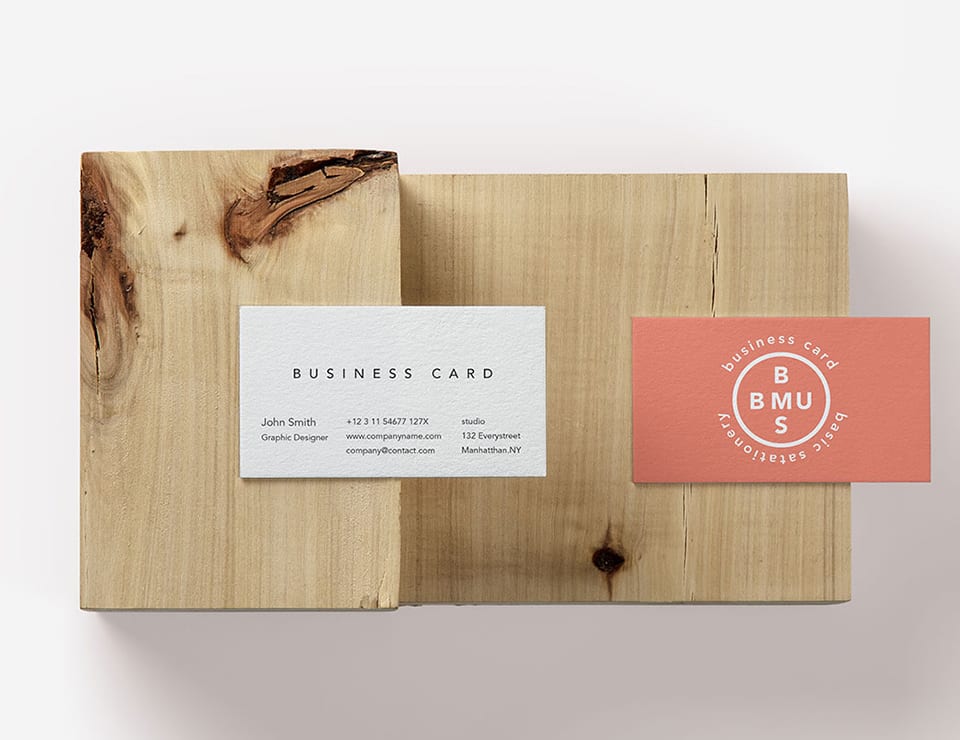 BUSINESS CARD
John Smith
Graphic Designer
+12 3 11 54677 127X
www.companyname.com
company@contact.com
studio
132 Everystreet
Manhatthan.NY
business card
B
BMU
S
basic satationery